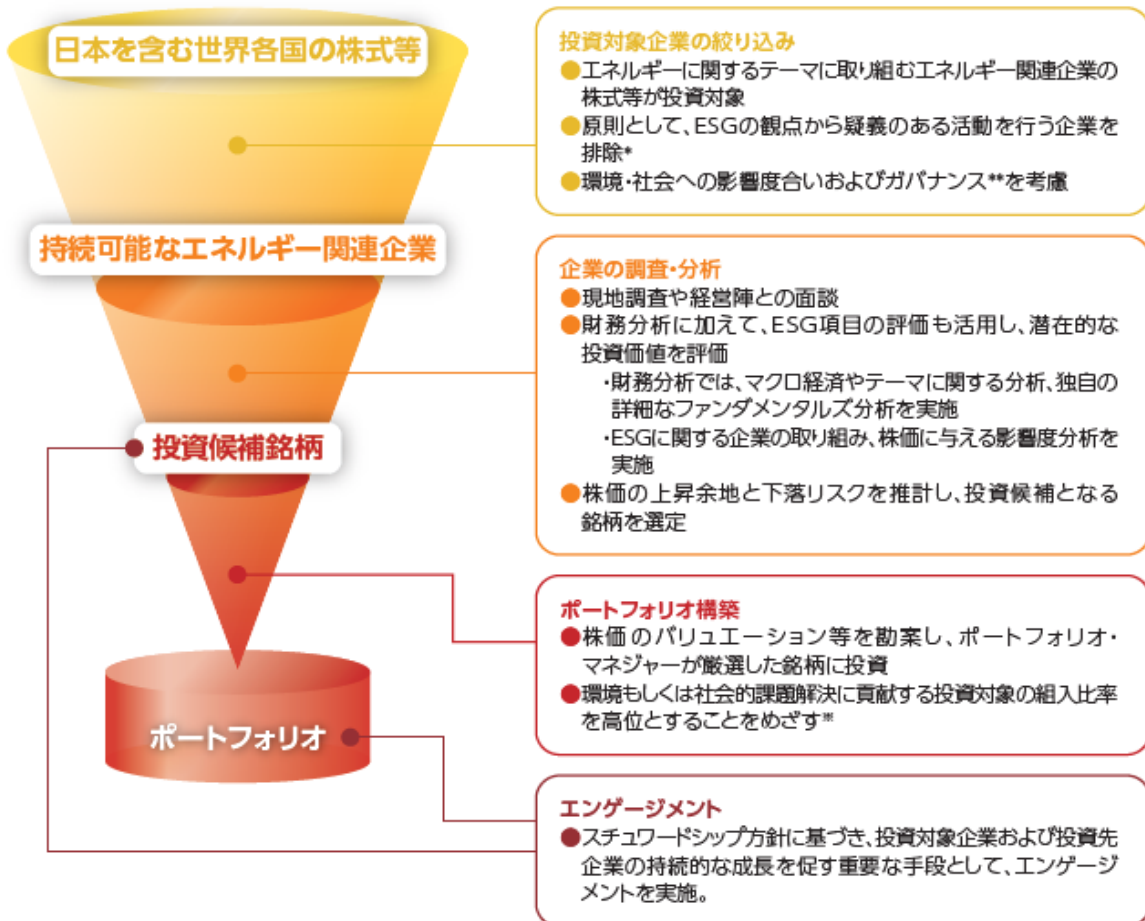 日本を含む世界各国の株式等
投資対象企業の絞り込み
●エネルギーに関するテーマに取り組むエネルギー関連企業の
株式等が投資対象
●原則として、ESGの観点から疑義のある活動を行う企業を
排除*
●環境・社会への影響度合いおよびガバナンス**を考慮
持続可能なエネルギー関連企業
企業の調査・分析
●現地調査や経営陣との面談
●財務分析に加えて、ESG項目の評価も活用し、潜在的な
投資価値を評価
・財務分析では、マクロ経済やテーマに関する分析、独自の
詳細なファンダメンタルズ分析を実施
・ESGに関する企業の取り組み、株価に与える影響度分析を
実施
●株価の上昇余地と下落リスクを推計し、投資候補となる
銘柄を選定
投資候補銘柄
ポートフォリオ構築
●株価のバリュエーション等を勘案し、ポートフォリオ・
マネジャーが厳選した銘柄に投資
●環境もしくは社会的課題解決に貢献する投資対象の組入比率
を高位とすることをめざす※
ポートフォリオ
エンゲージメント
●スチュワードシップ方針に基づき、投資対象企業および投資先
企業の持続的な成長を促す重要な手段として、エンゲージ
メントを実施。